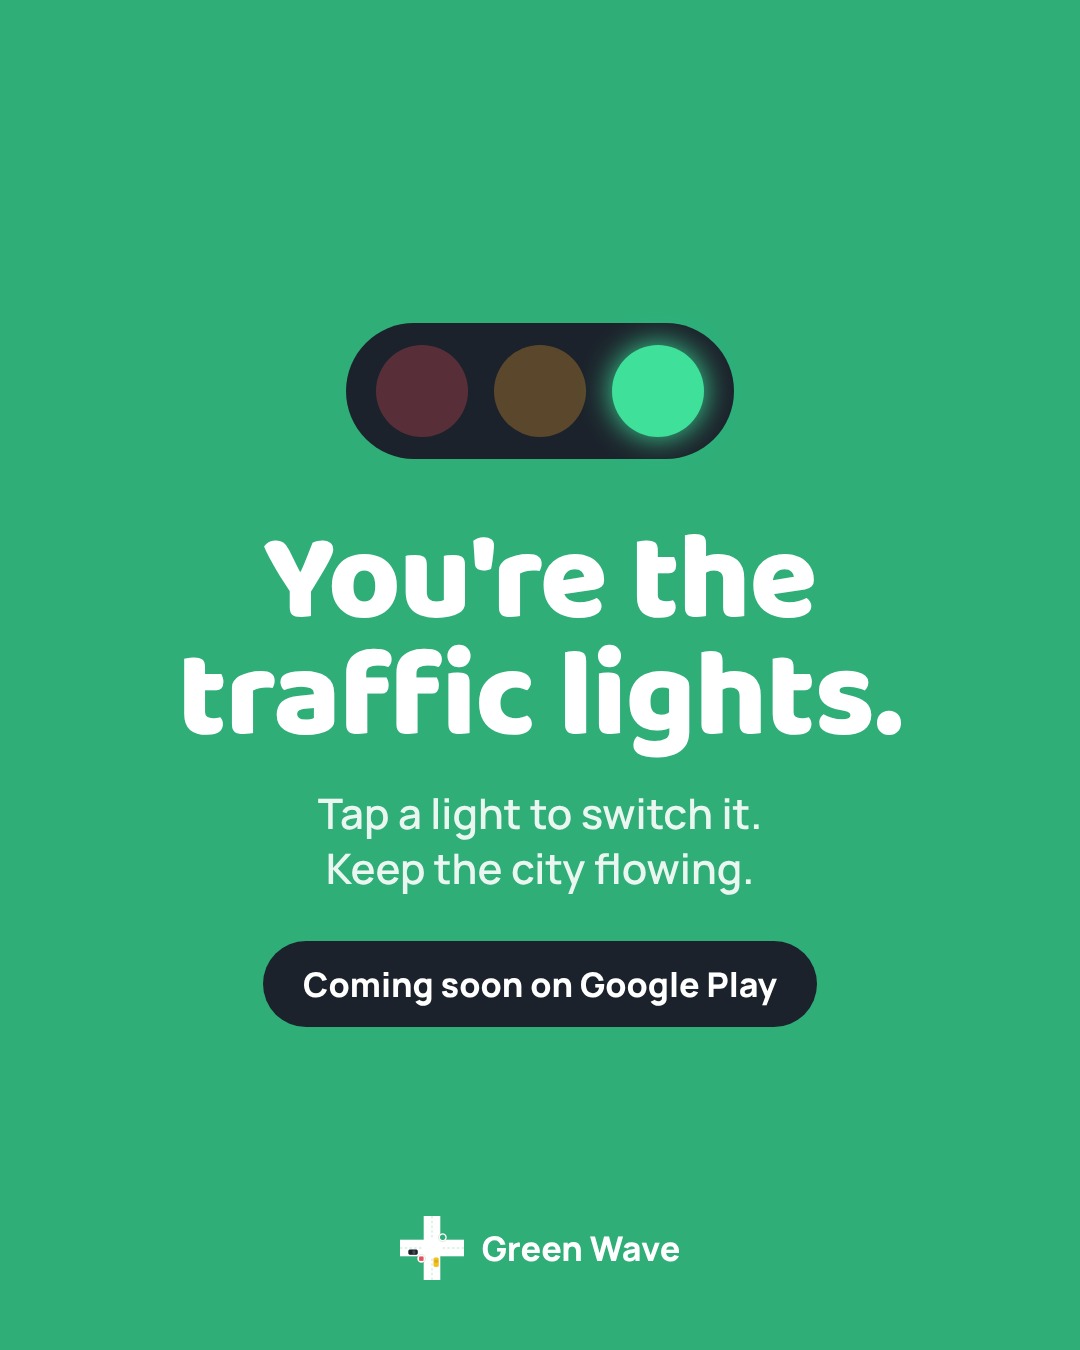 You're the
traffic lights.
Tap a light to switch it.
Keep the city flowing.
Coming soon on Google Play
Green Wave